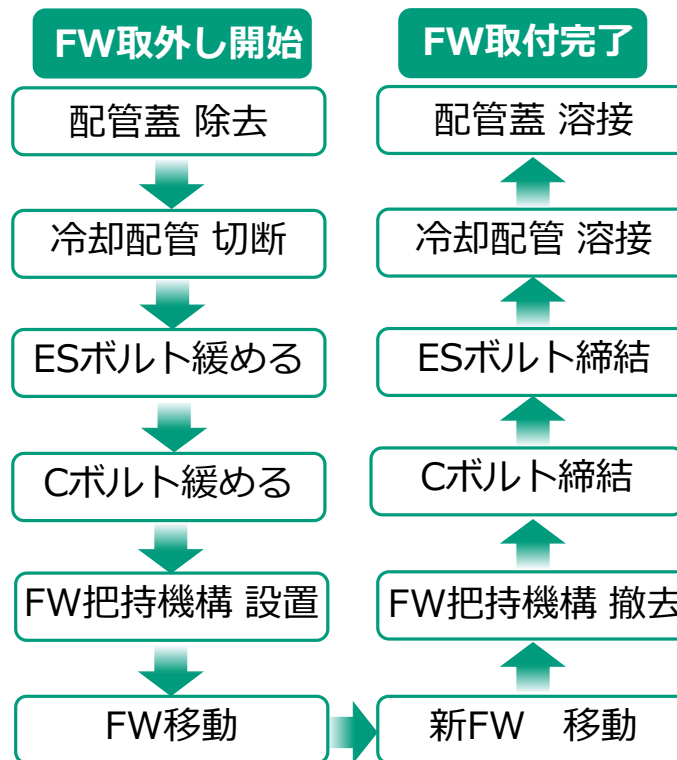 FW取外し開始
配管蓋 除去
冷却配管 切断
ESボルト緩める
Cボルト緩める
FW把持機構 設置
FW移動
FW取付完了
配管蓋 溶接
冷却配管 溶接
ESボルト締結
Cボルト締結
FW把持機構 撤去
新FW　移動